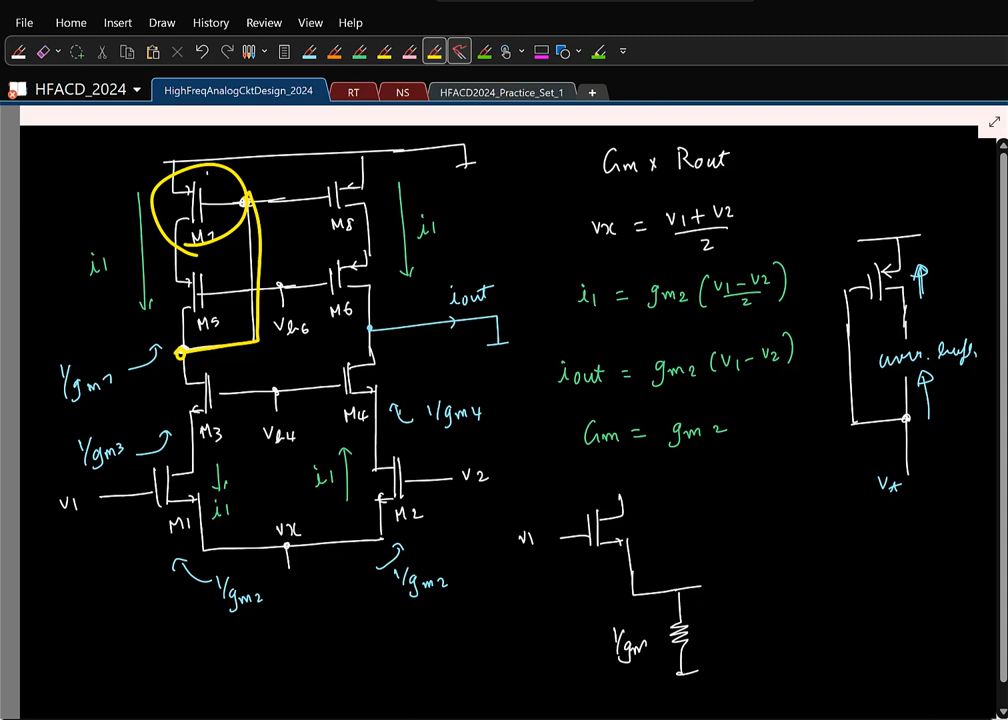 File Home Insert Draw History Review View Help
HFACD_2024 HighFreqAnalogCktDesign_2024 RT NS HFACD2024_Practice_Set_1
M7
M8
i1
i1
M5
M6
Vb6
iout
1/gm7
M3
M4
Vb4
1/gm4
1/gm3
V1
M1
i1
i1
M2
V2
Vx
1/gm2
1/gm2
Gm x Rout
Vx = V1 + V2 / 2
i1 = gm2 (V1 - V2 / 2)
iout = gm2 (V1 - V2)
Gm = gm2
V1
1/gm